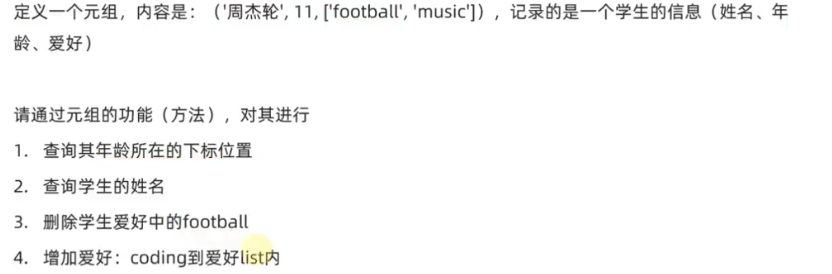 定义一个元组，内容是：（'周杰轮', 11, ['football', 'music']），记录的是一个学生的信息（姓名、年
龄、爱好）
请通过元组的功能（方法），对其进行
1. 查询其年龄所在的下标位置
2. 查询学生的姓名
3. 删除学生爱好中的football
4. 增加爱好：coding到爱好list内